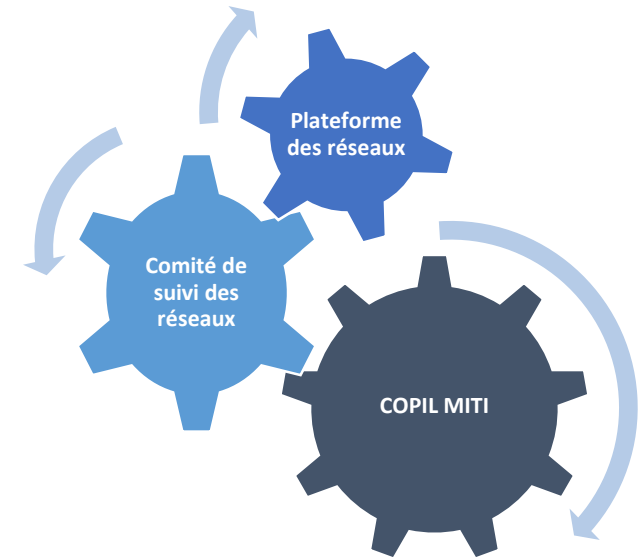 Plateforme
des réseaux
Comité de
suivi des
réseaux
COPIL MITI